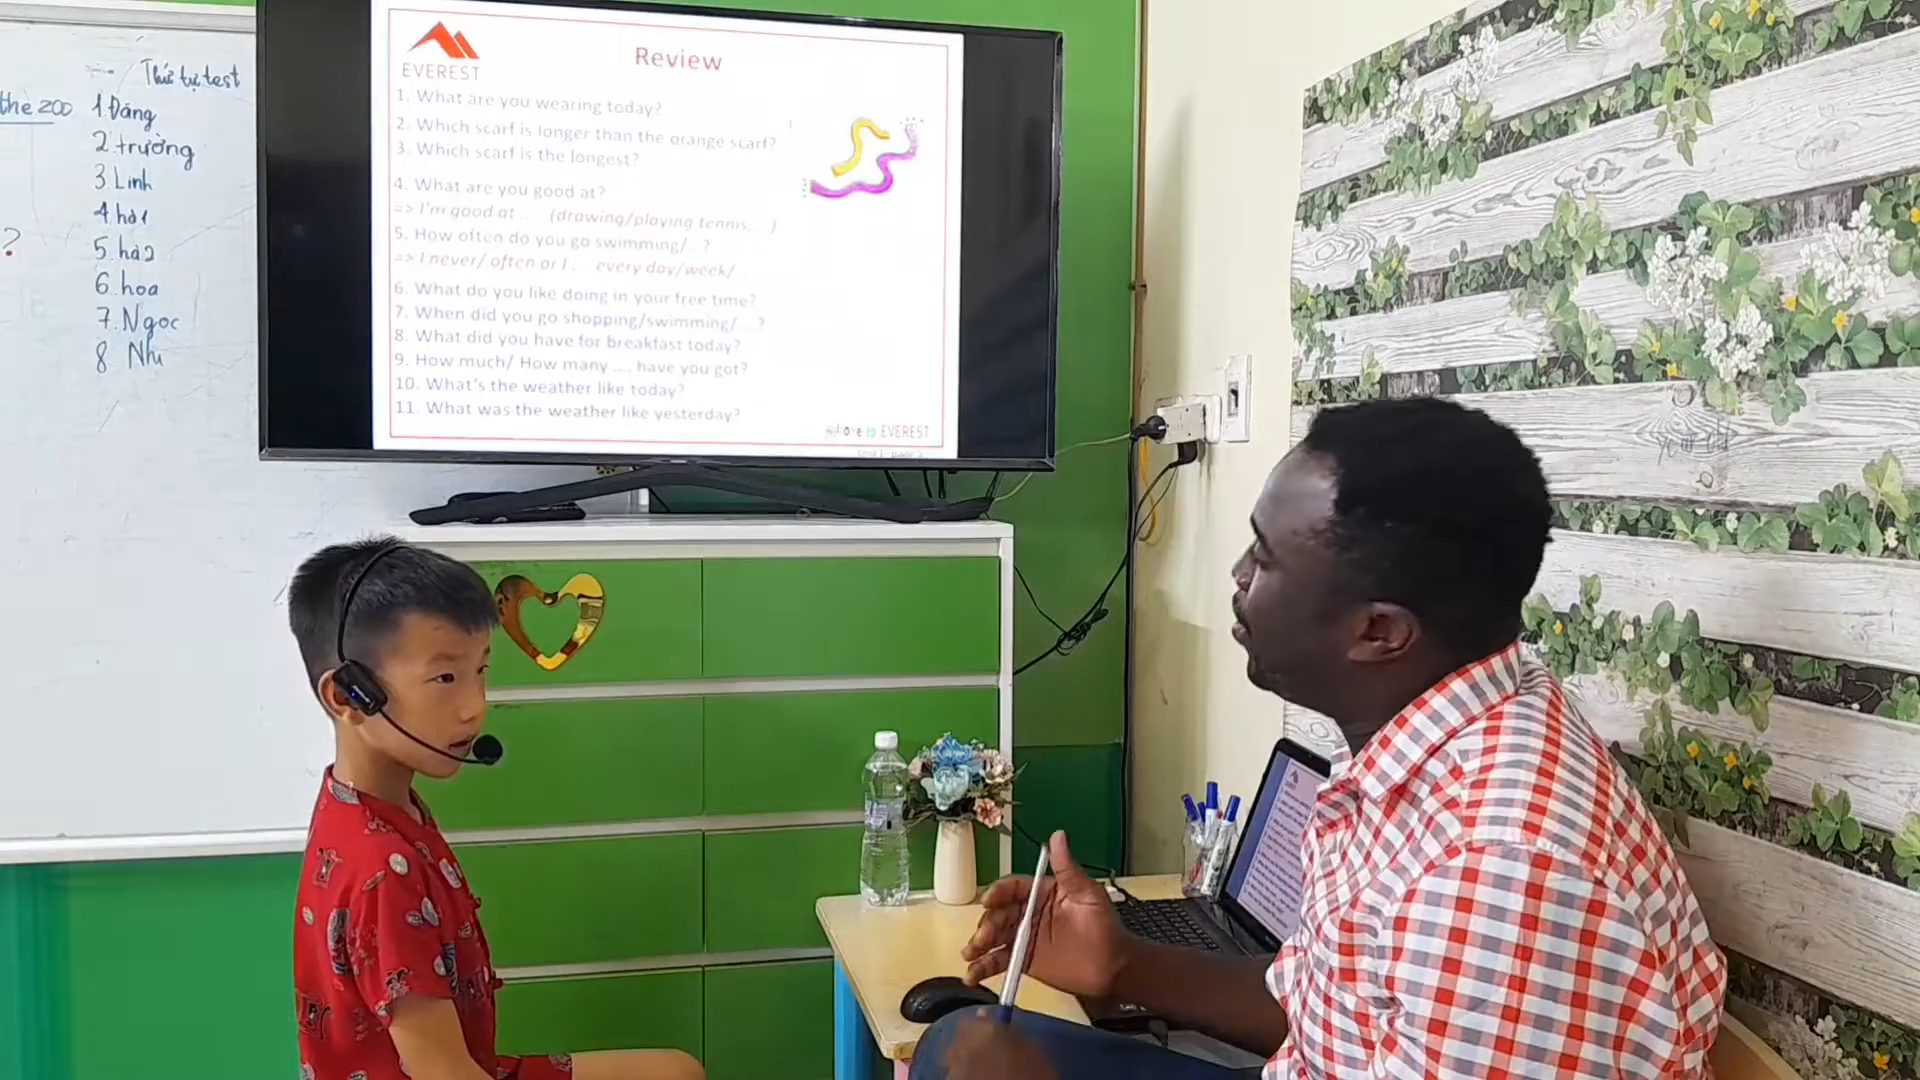 Thứ tự test
the zoo
1. Đăng
2. trường
3. Linh
4. hà1
5. hà2
6. hoa
7. Ngọc
8. Nhi
?
EVEREST
Review
1. What are you wearing today?
2. Which scarf is longer than the orange scarf?
3. Which scarf is the longest?
4. What are you good at?
=> I'm good at ... (drawing/playing tennis,...)
5. How often do you go swimming/...?
=> I never/ often or I .... every day/week/...
6. What do you like doing in your free time?
7. When did you go shopping/swimming/....?
8. What did you have for breakfast today?
9. How much/ How many .... have you got?
10. What's the weather like today?
11. What was the weather like yesterday?
EVEREST